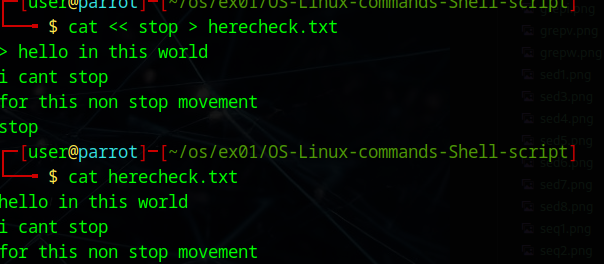 ┌─[user@parrot]─[~/os/ex01/OS-Linux-commands-Shell-script]
└──╼ $ cat << stop > herecheck.txt
> hello in this world
i cant stop
for this non stop movement
stop
┌─[user@parrot]─[~/os/ex01/OS-Linux-commands-Shell-script]
└──╼ $ cat herecheck.txt
hello in this world
i cant stop
for this non stop movement
grepv.png
grepw.png
sed1.png
sed3.png
sed4.png
sed5.png
sed7.png
sed8.png
seq1.png
seq2.png